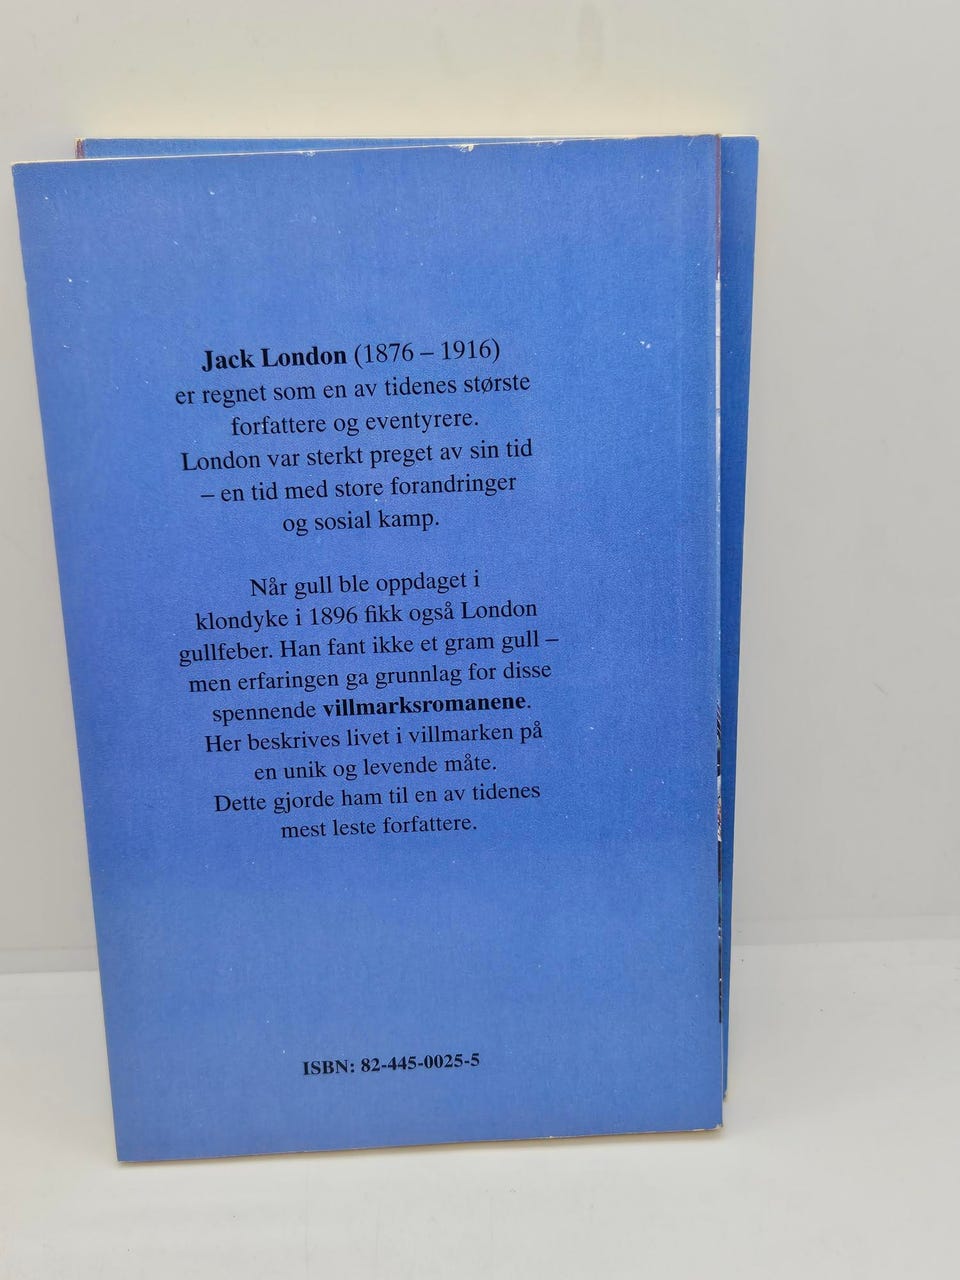 Jack London (1876 – 1916)
er regnet som en av tidenes største
forfattere og eventyrere.
London var sterkt preget av sin tid
– en tid med store forandringer
og sosial kamp.
Når gull ble oppdaget i
klondyke i 1896 fikk også London
gullfeber. Han fant ikke et gram gull –
men erfaringen ga grunnlag for disse
spennende villmarksromanene.
Her beskrives livet i villmarken på
en unik og levende måte.
Dette gjorde ham til en av tidenes
mest leste forfattere.
ISBN: 82-445-0025-5